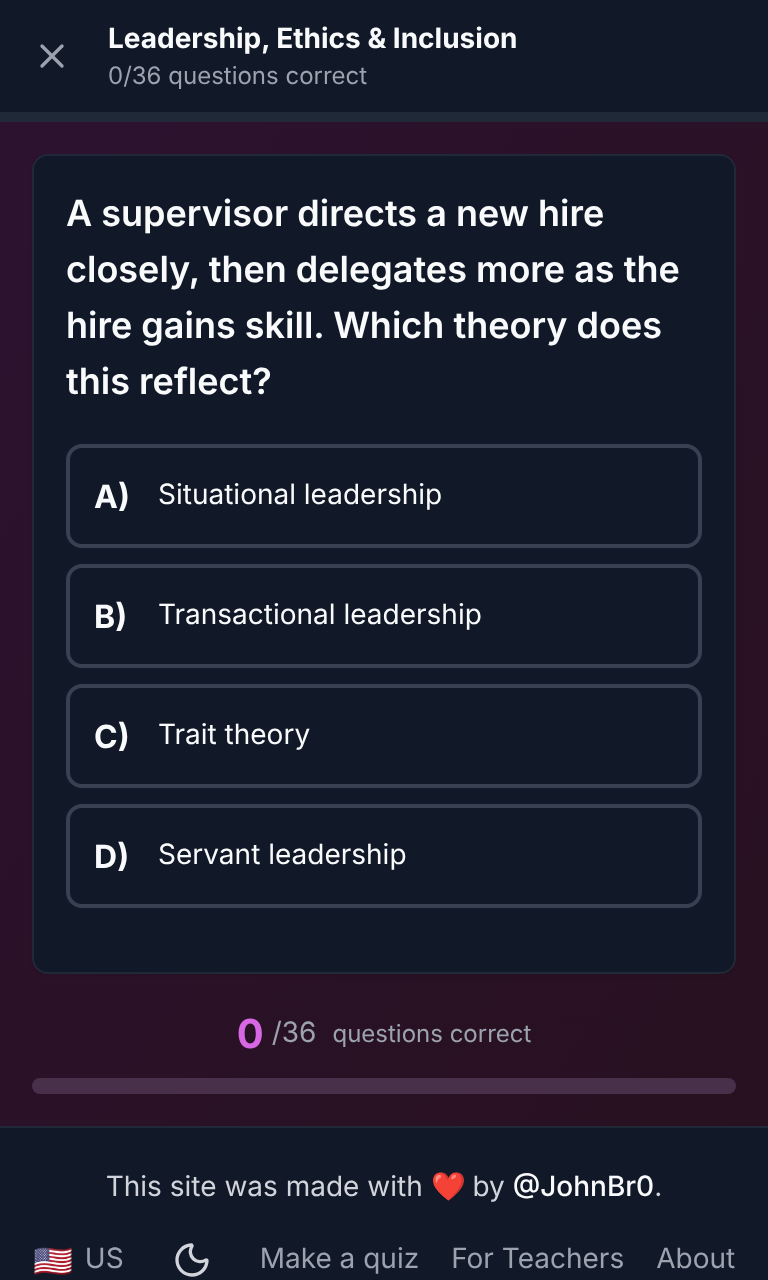 Leadership, Ethics & Inclusion
0/36 questions correct
A supervisor directs a new hire
closely, then delegates more as the
hire gains skill. Which theory does
this reflect?
A) Situational leadership
B) Transactional leadership
C) Trait theory
D) Servant leadership
0 /36 questions correct
This site was made with ❤️ by @JohnBr0.
🇺🇸 US Make a quiz For Teachers About